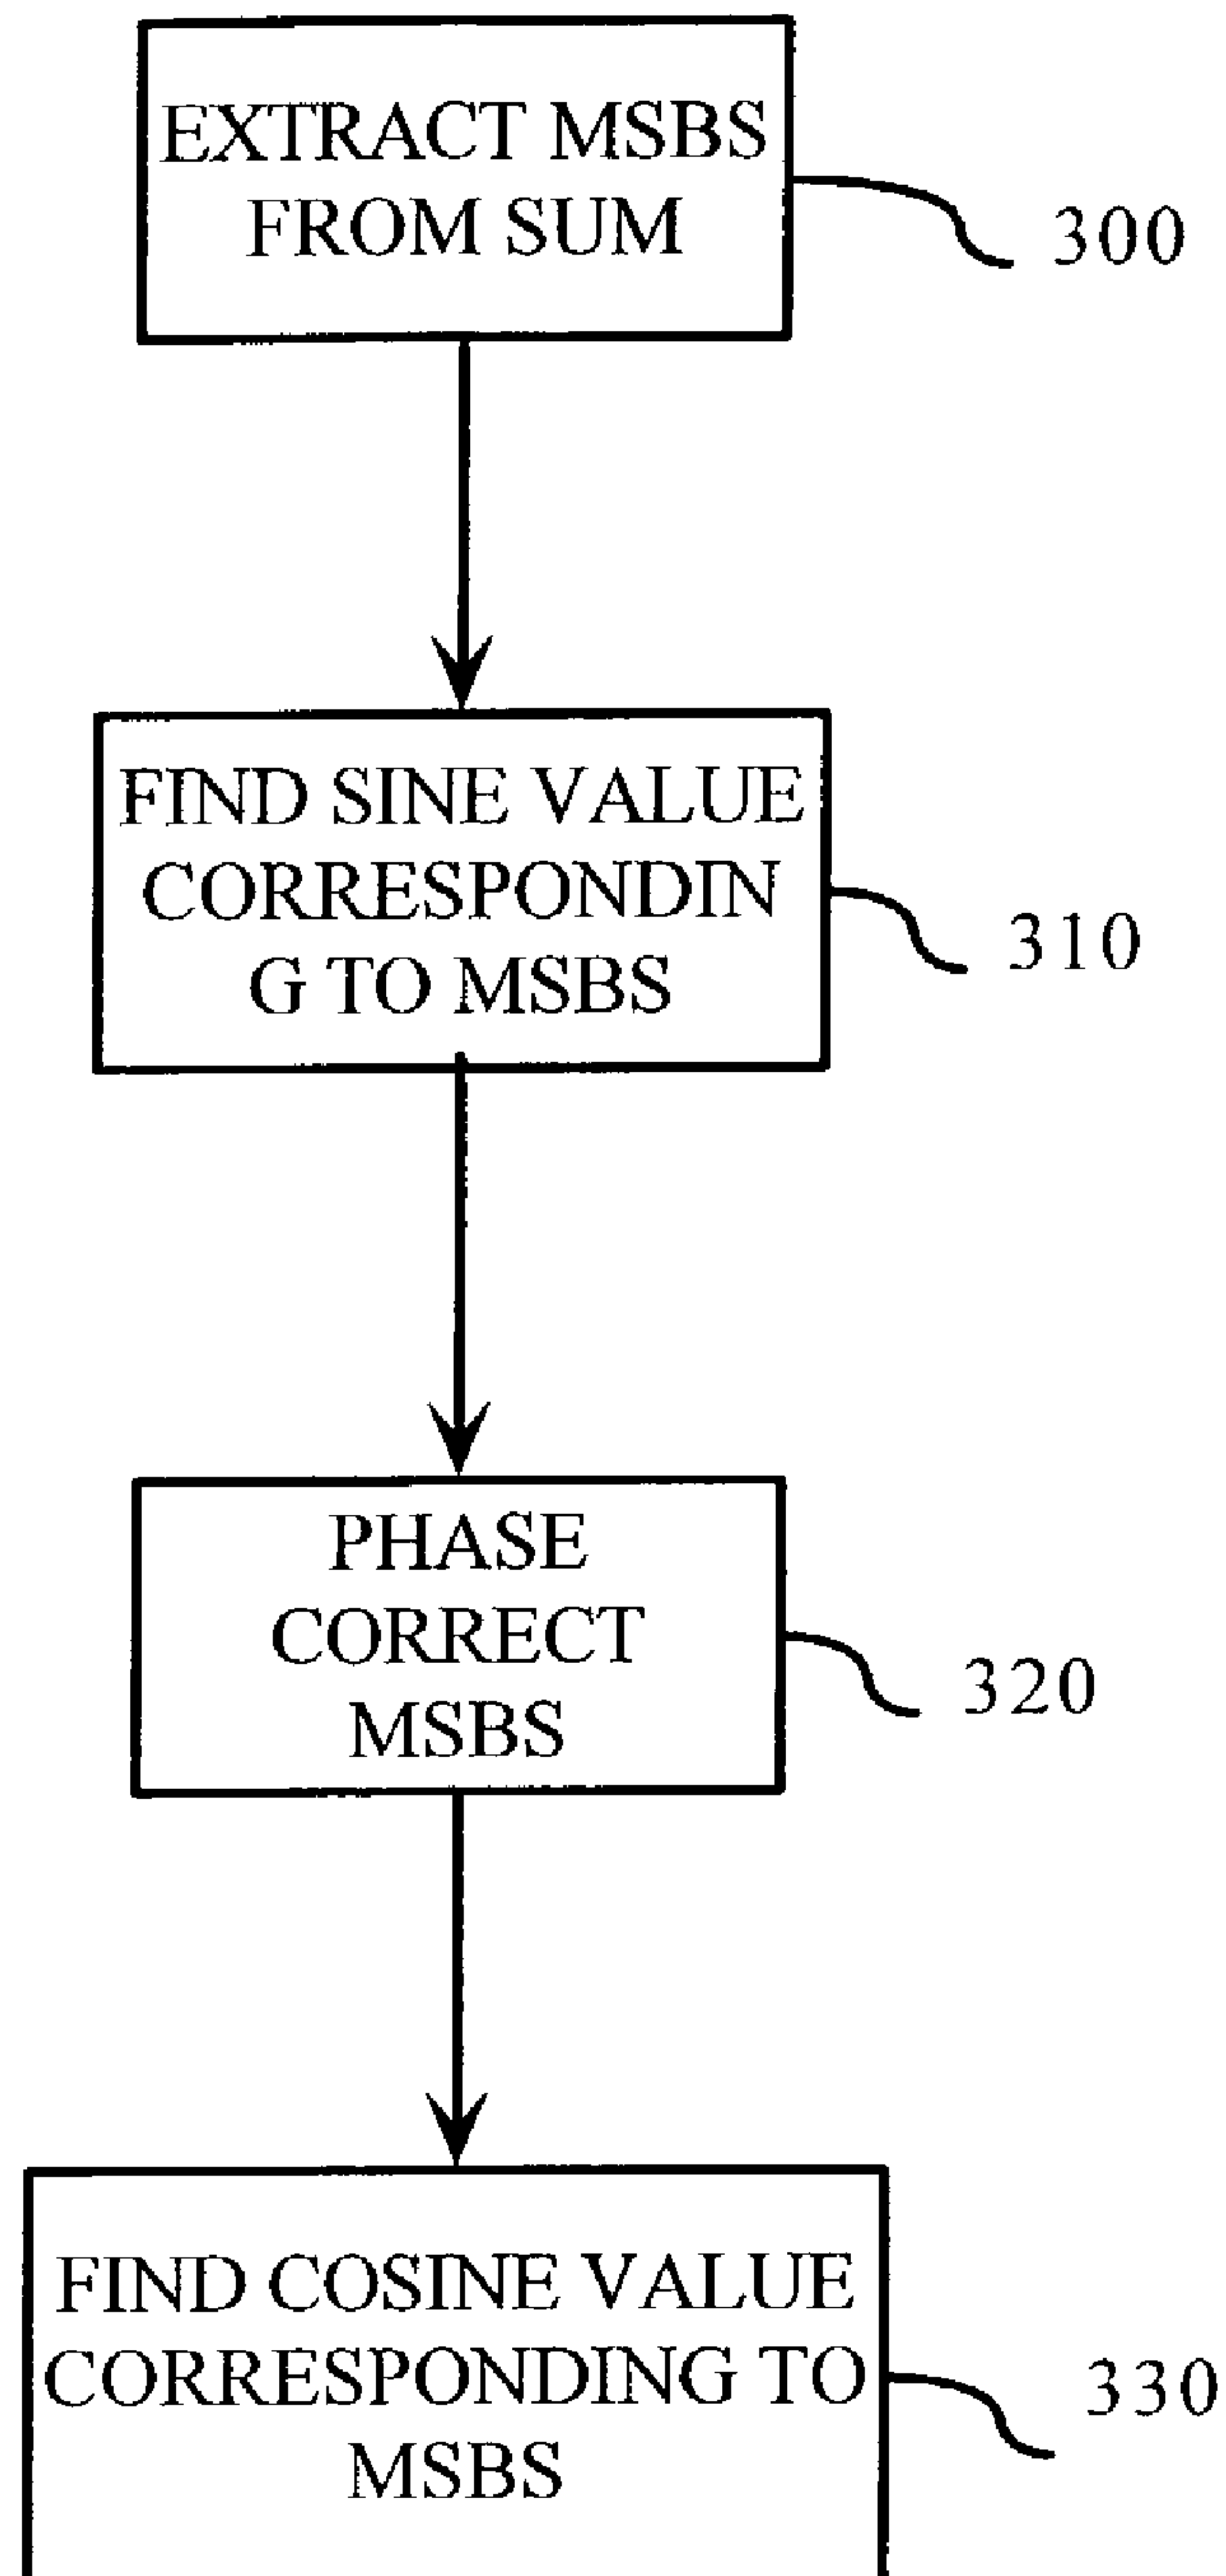 EXTRACT MSBS
FROM SUM
300
FIND SINE VALUE
CORRESPONDIN
G TO MSBS
310
PHASE
CORRECT
MSBS
320
FIND COSINE VALUE
CORRESPONDING TO
MSBS
330